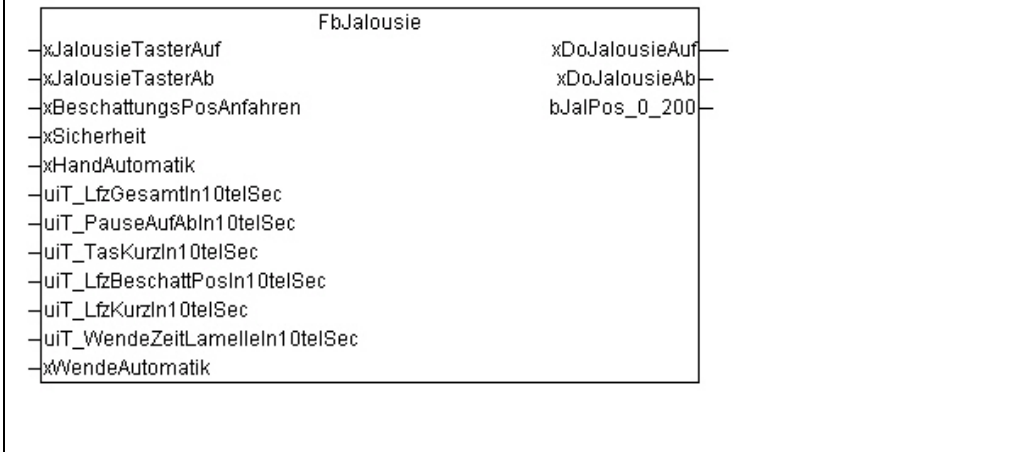 FbJalousie
xJalousieTasterAuf xDoJalousieAuf
xJalousieTasterAb xDoJalousieAb
xBeschattungsPosAnfahren bJalPos_0_200
xSicherheit
xHandAutomatik
uiT_LfzGesamtIn10telSec
uiT_PauseAufAbIn10telSec
uiT_TasKurzIn10telSec
uiT_LfzBeschattPosIn10telSec
uiT_LfzKurzIn10telSec
uiT_WendeZeitLamelleIn10telSec
xWendeAutomatik